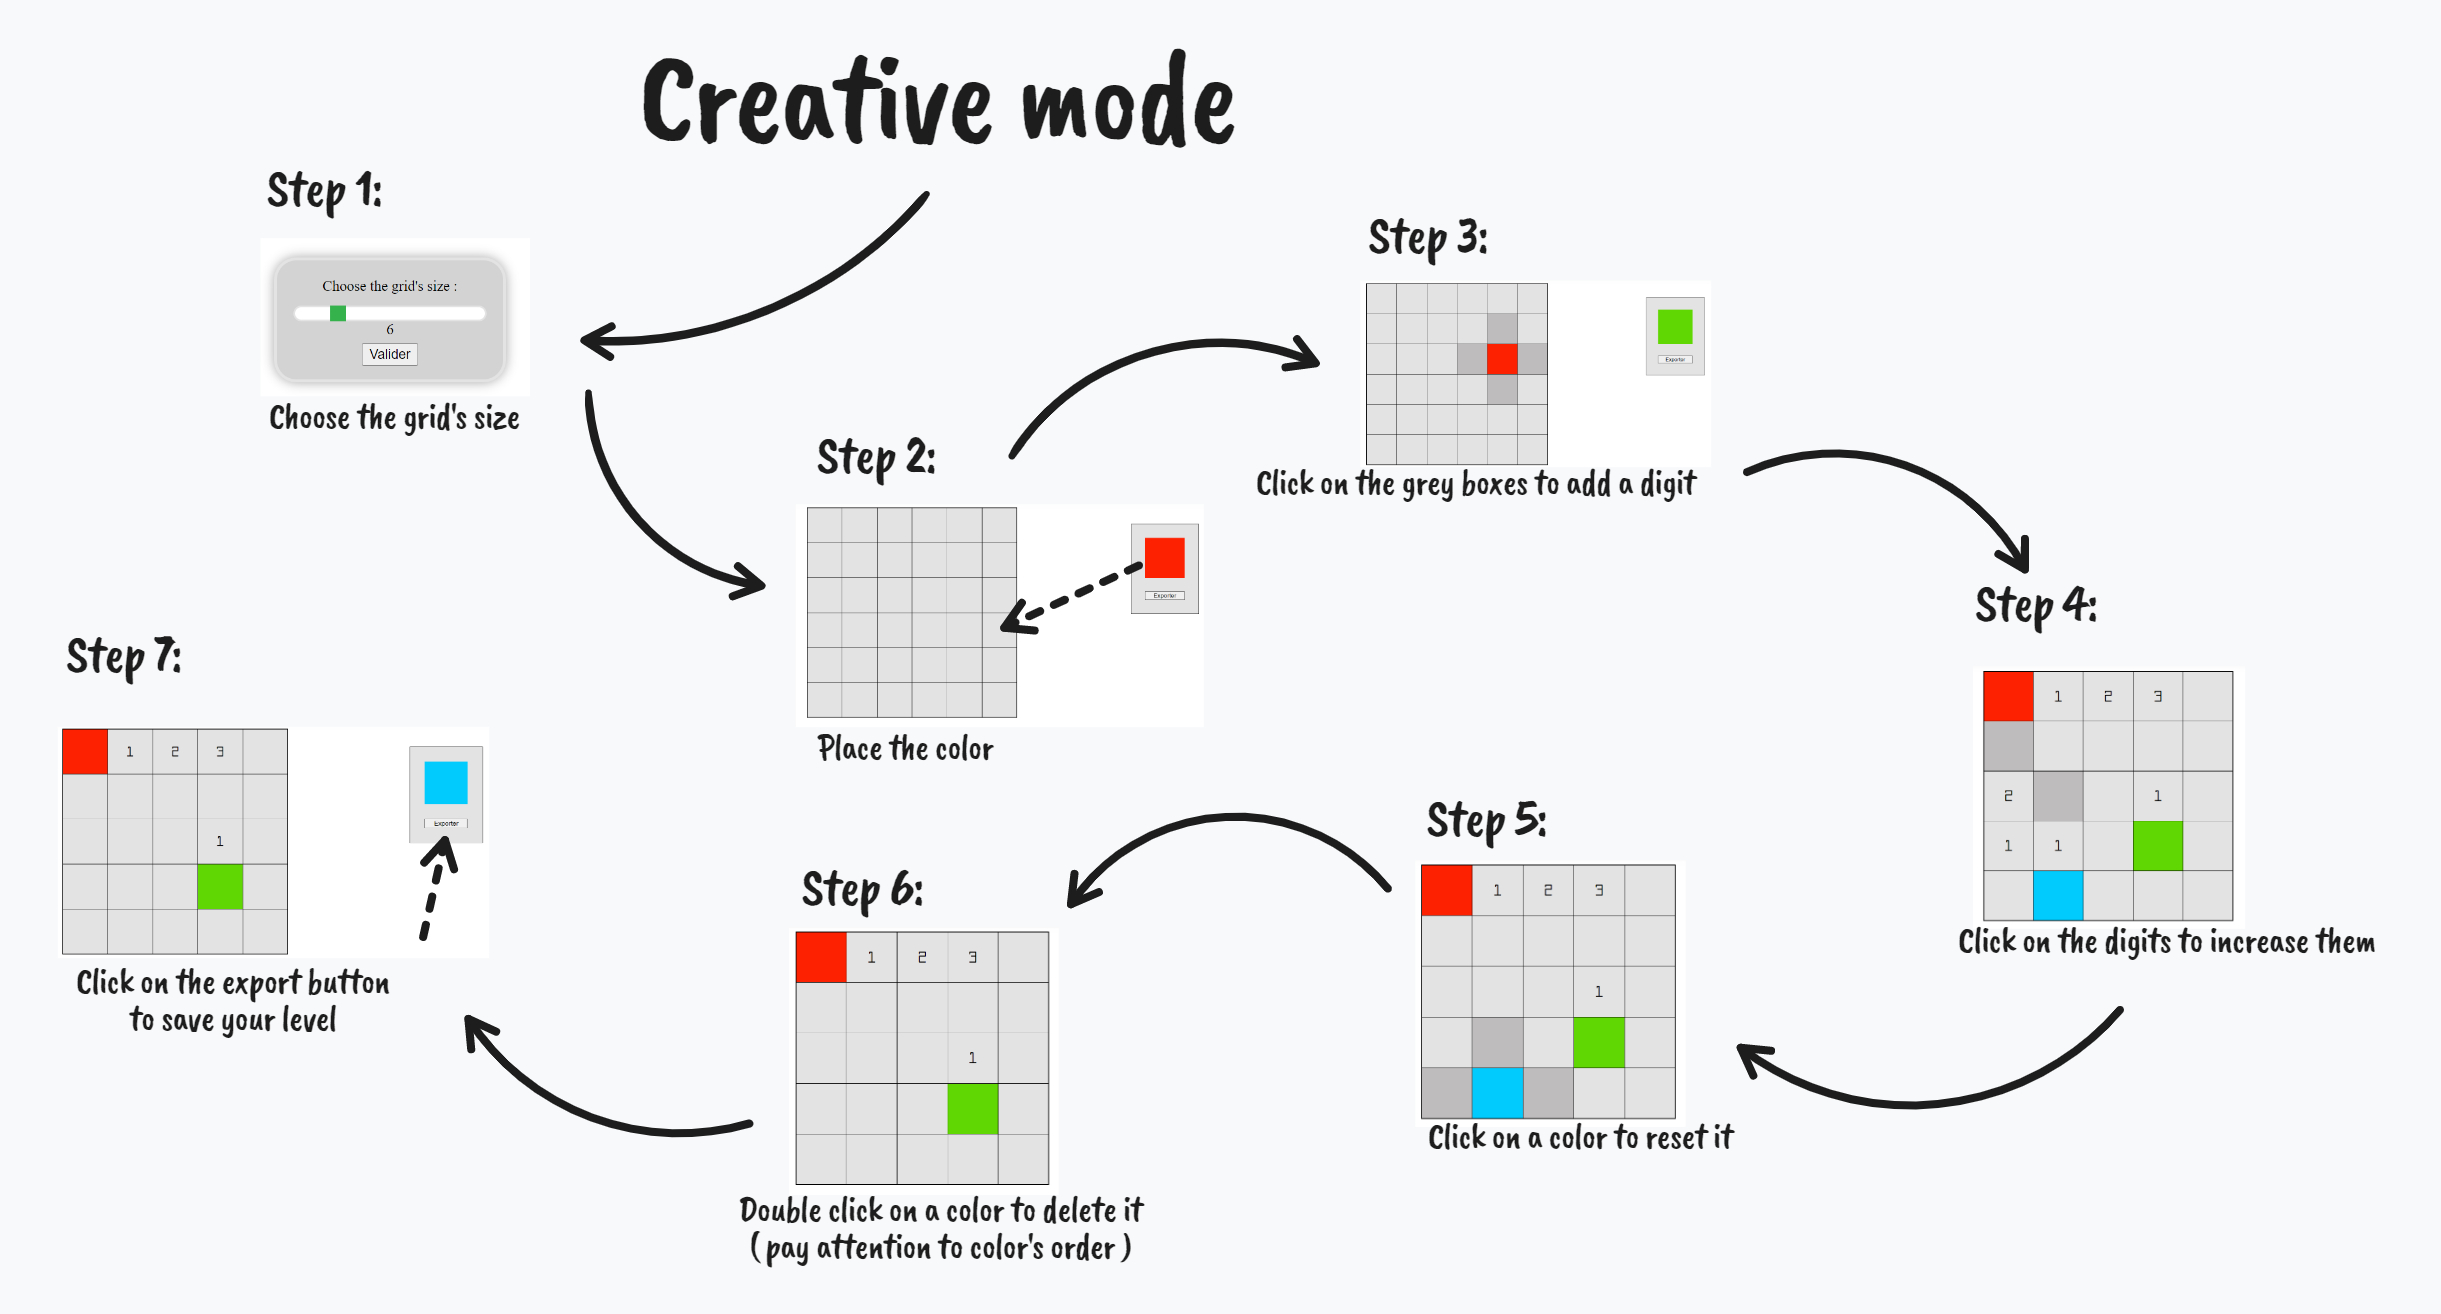 Creative mode
Step 1:
Choose the grid's size :
6
Valider
Choose the grid's size
Step 2:
Exporter
Place the color
Step 3:
Exporter
Click on the grey boxes to add a digit
Step 4:
1 2 3
2 1
1 1
Click on the digits to increase them
Step 5:
1 2 3
1
Click on a color to reset it
Step 6:
1 2 3
1
Double click on a color to delete it
( pay attention to color's order )
Step 7:
1 2 3
1
Exporter
Click on the export button
to save your level